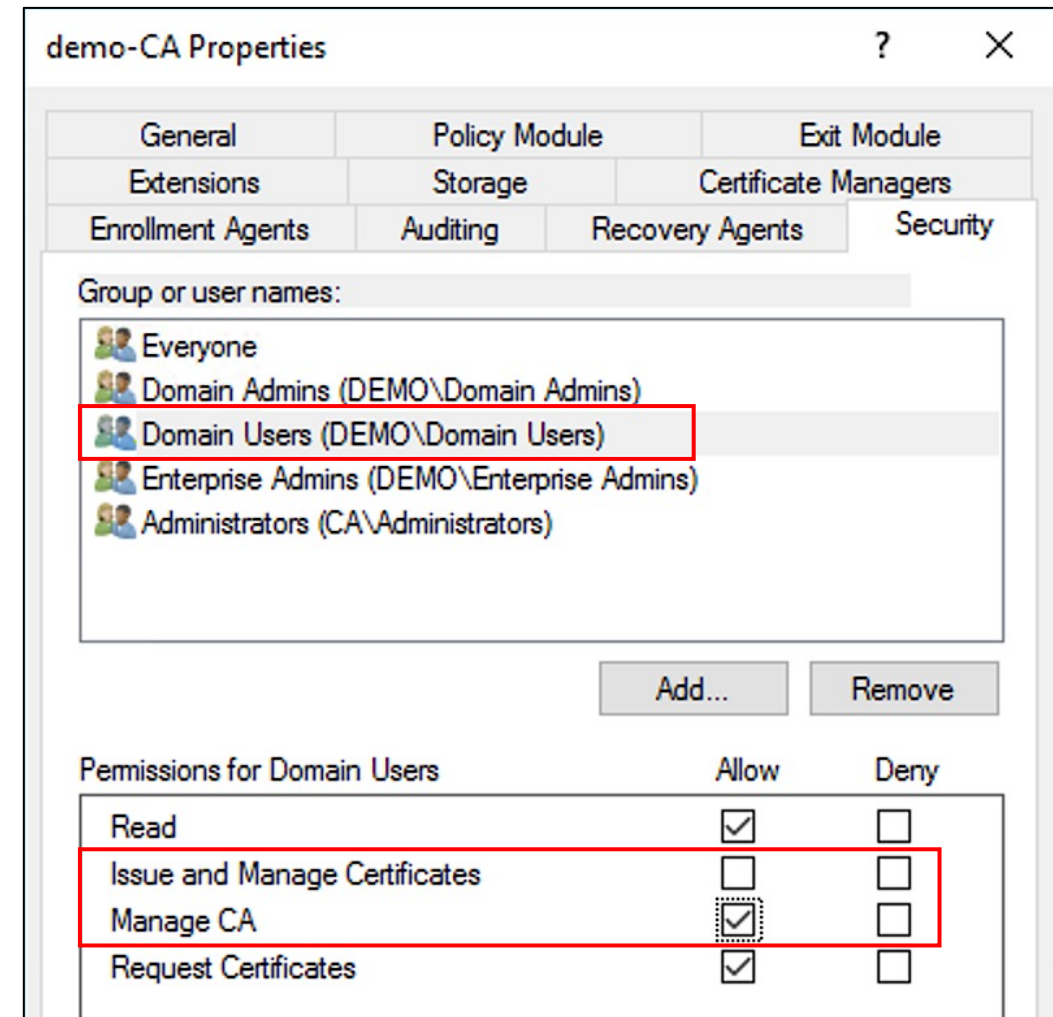 demo-CA Properties ? ×
General Policy Module Exit Module
Extensions Storage Certificate Managers
Enrollment Agents Auditing Recovery Agents Security
Group or user names:
Everyone
Domain Admins (DEMO\Domain Admins)
Domain Users (DEMO\Domain Users)
Enterprise Admins (DEMO\Enterprise Admins)
Administrators (CA\Administrators)
Add... Remove
Permissions for Domain Users Allow Deny
Read
Issue and Manage Certificates
Manage CA
Request Certificates